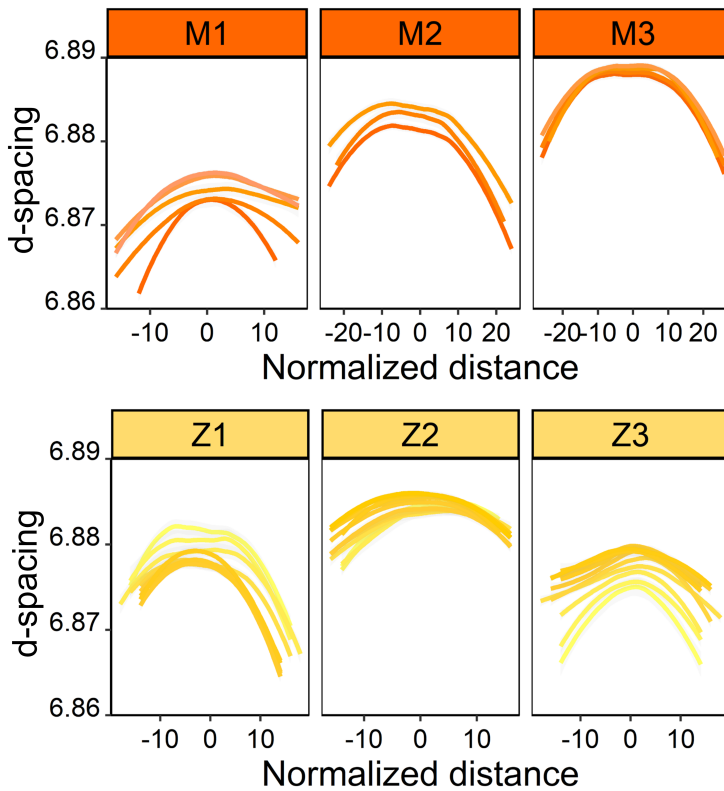 M1 M2 M3
6.89
6.88
6.87
6.86
d-spacing
-10 0 10 -20 -10 0 10 20 -20 -10 0 10 20
Normalized distance
Z1 Z2 Z3
6.89
6.88
6.87
6.86
d-spacing
-10 0 10 -10 0 10 -10 0 10
Normalized distance